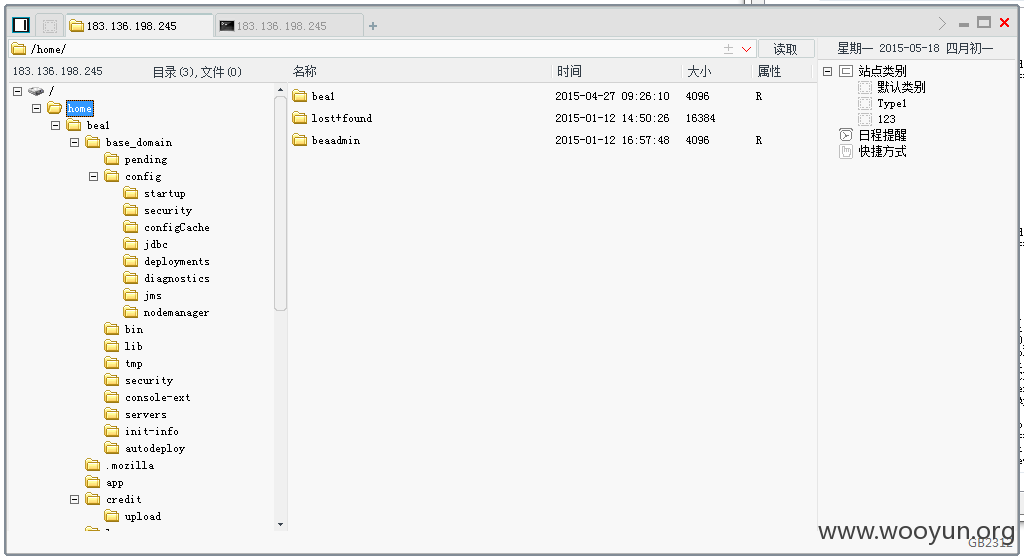 183.136.198.245
183.136.198.245
/home/
读取
星期一 2015-05-18 四月初一
183.136.198.245
目录(3),文件(0)
名称
时间
大小
属性
/
home
bea1
base_domain
pending
config
startup
security
configCache
jdbc
deployments
diagnostics
jms
nodemanager
bin
lib
tmp
security
console-ext
servers
init-info
autodeploy
.mozilla
app
credit
upload
bea1 2015-04-27 09:26:10 4096 R
lost+found 2015-01-12 14:50:26 16384
beaadmin 2015-01-12 16:57:48 4096 R
站点类别
默认类别
Type1
123
日程提醒
快捷方式
www.wooyun.org
GB2312